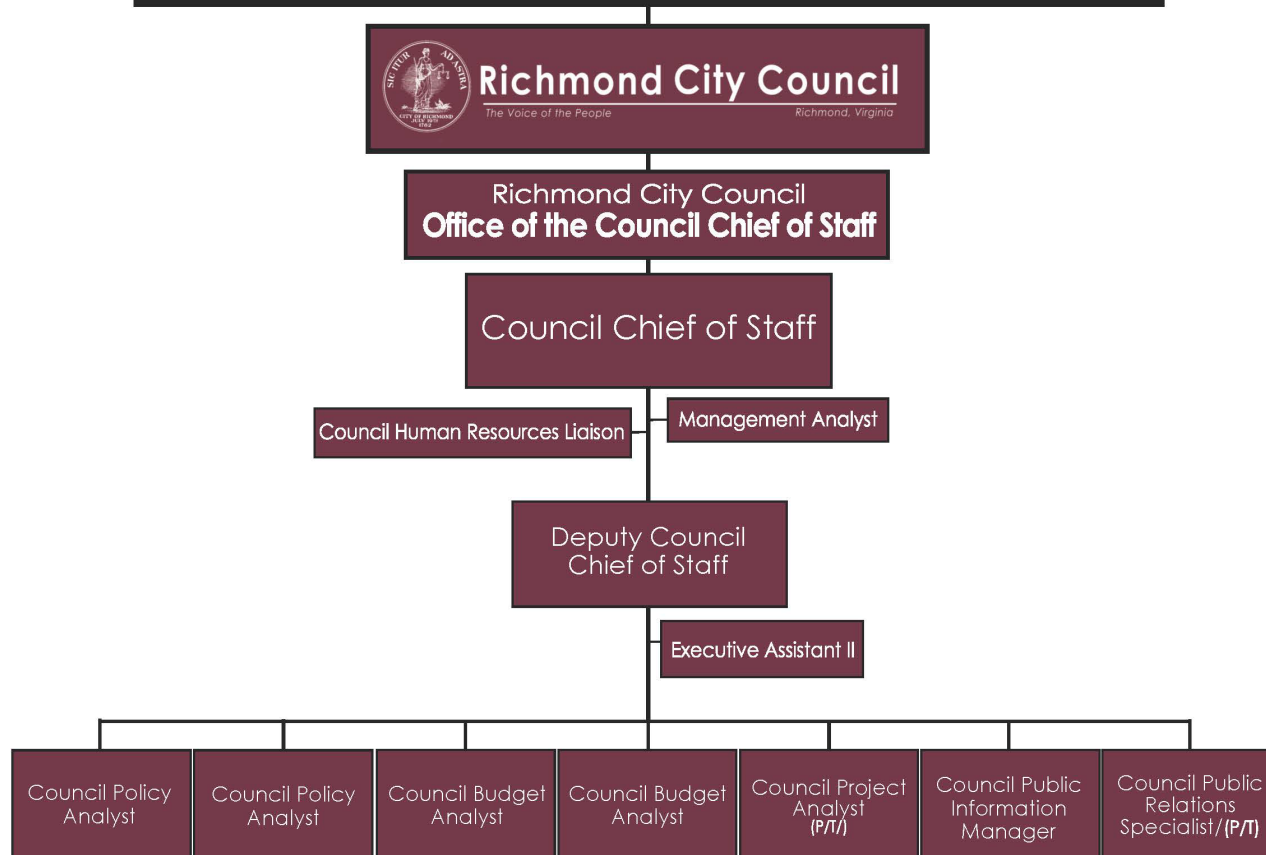 SIC ITUR AD ASTRA
CITY OF RICHMOND
JULY 19TH
1782
Richmond City Council
The Voice of the People Richmond, Virginia
Richmond City Council
Office of the Council Chief of Staff
Council Chief of Staff
Management Analyst
Council Human Resources Liaison
Deputy Council
Chief of Staff
Executive Assistant II
Council Policy
Analyst
Council Policy
Analyst
Council Budget
Analyst
Council Budget
Analyst
Council Project
Analyst
(P/T/)
Council Public
Information
Manager
Council Public
Relations
Specialist/(P/T)